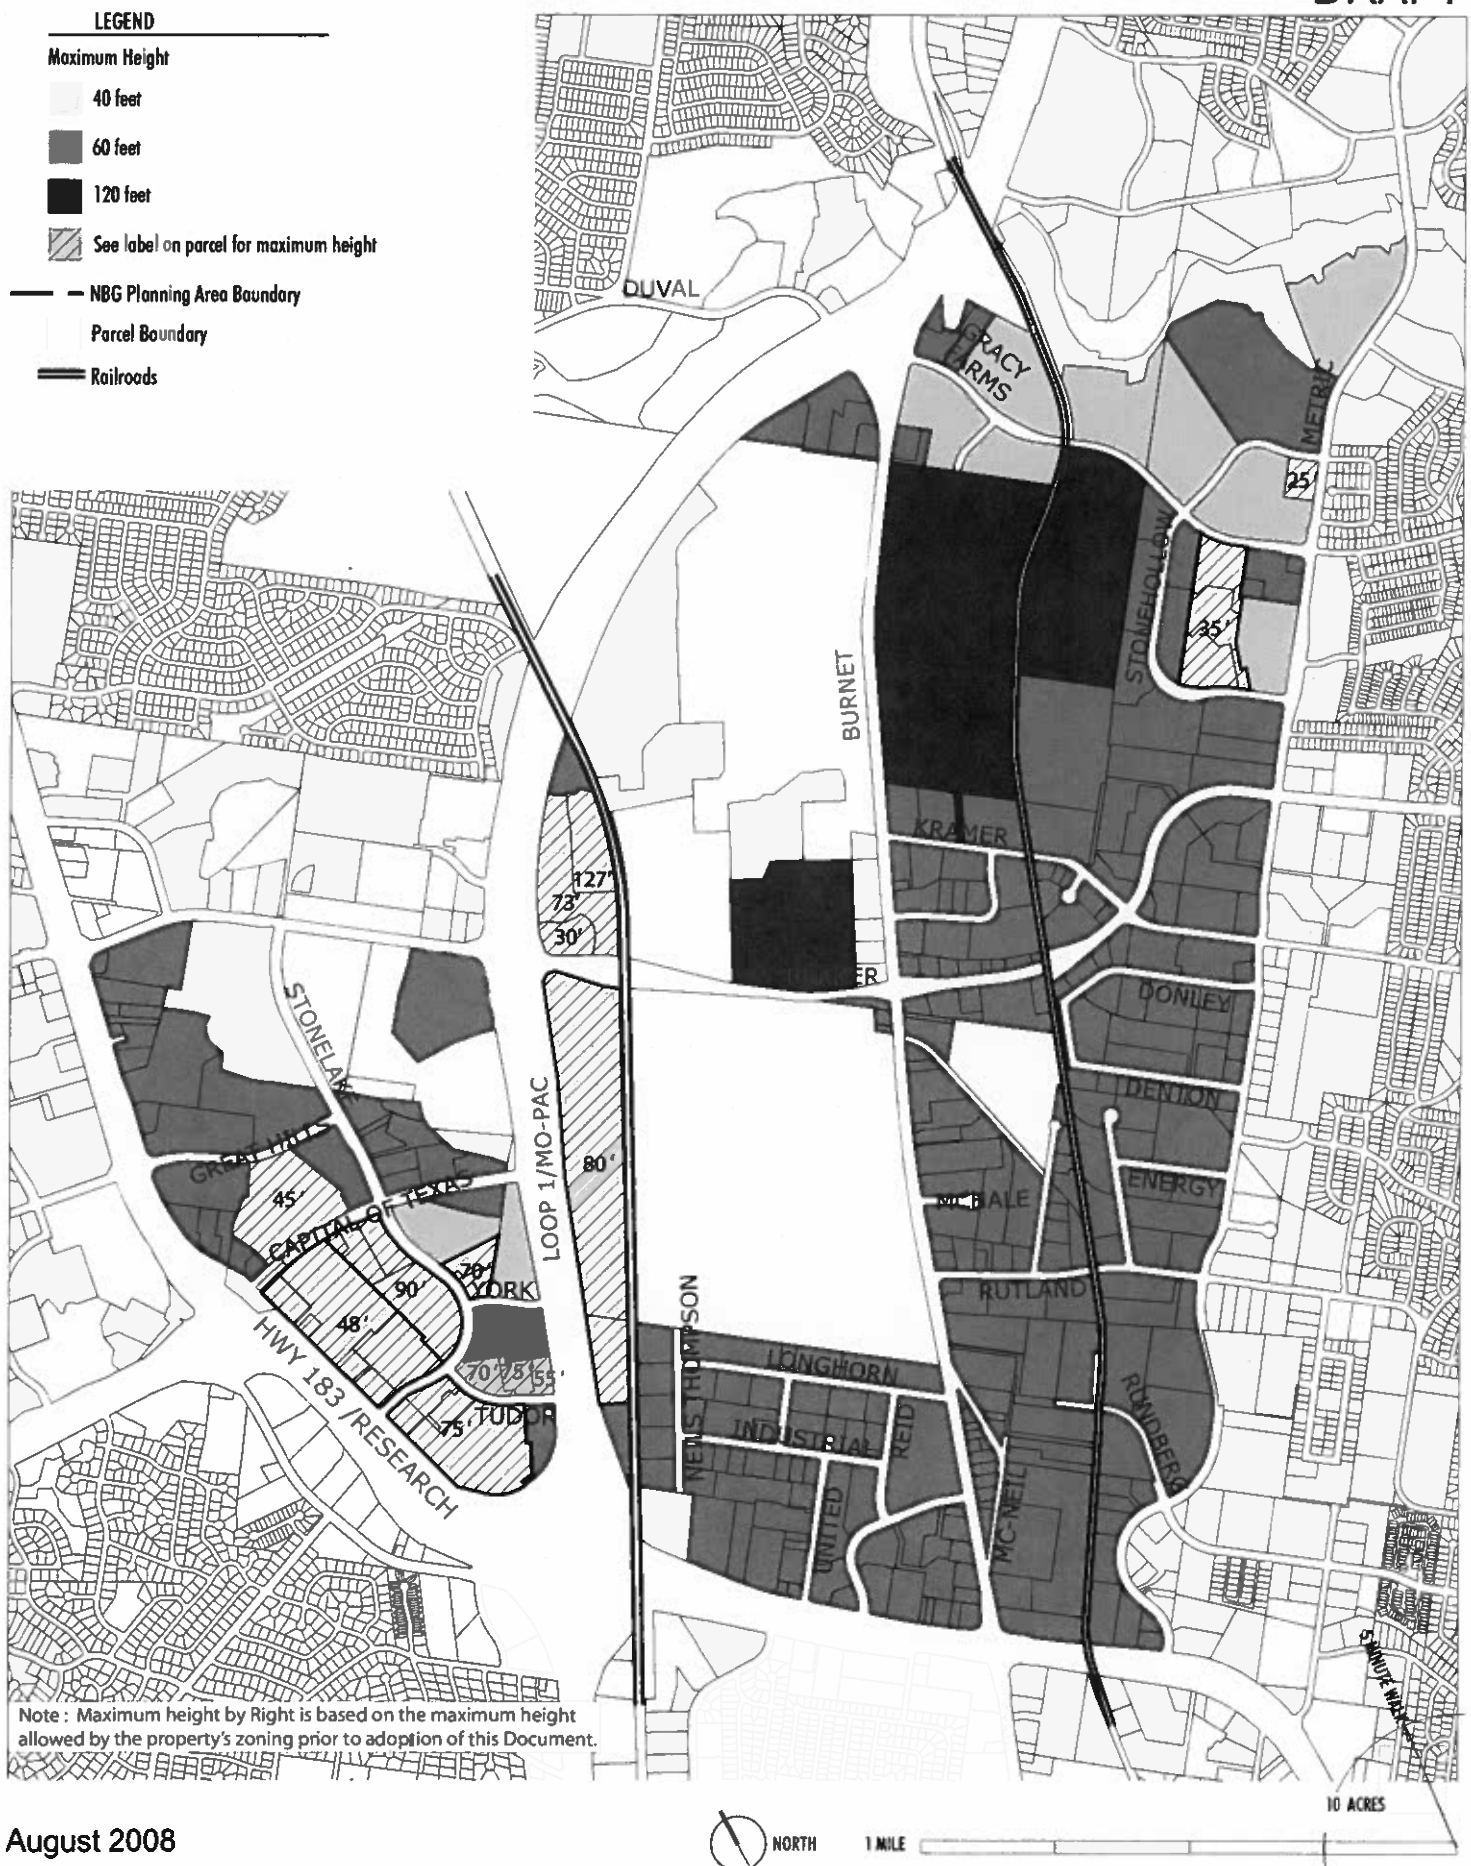 LEGEND
Maximum Height
40 feet
60 feet
120 feet
See label on parcel for maximum height
NBG Planning Area Boundary
Parcel Boundary
Railroads
DUVAL
GRACY
FARMS
METRIC
25'
STONEHOLLOW
35'
BURNET
KRAMER
127'
73'
30'
DONLEY
STONELAKE
DENTON
LOOP 1/MO-PAC
80'
GREAT HILLS
45'
CAPITAL OF TEXAS
ENERGY
MCHALE
70'
YORK
90'
48'
RUTLAND
HWY 183 /RESEARCH
NEILS THOMPSON
LONGHORN
70' 75' 55'
75'
TUDOR
INDUSTRIAL
REID
RUNDBERG
UNITED
MC-NEIL
5 MINUTE WALK
Note : Maximum height by Right is based on the maximum height
allowed by the property's zoning prior to adoption of this Document.
10 ACRES
August 2008
NORTH
1 MILE